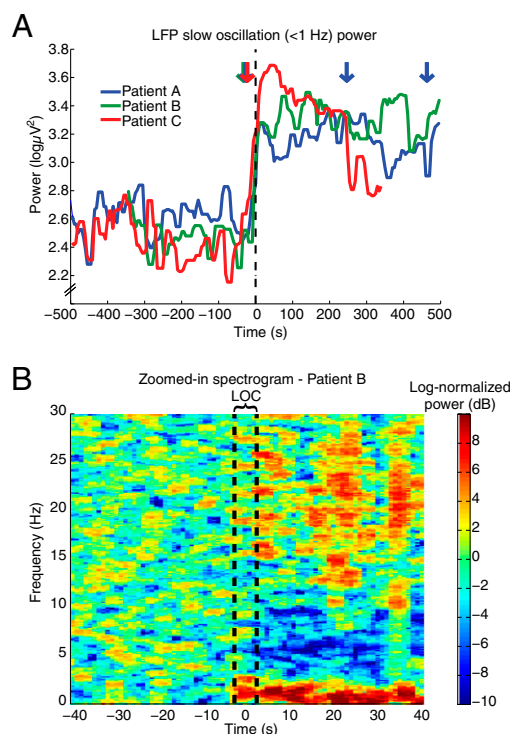 A
LFP slow oscillation (<1 Hz) power
3.8
3.6
3.4
3.2
3.0
2.8
2.6
2.4
2.2
Power (logμV²)
Patient A
Patient B
Patient C
−500 −400 −300 −200 −100 0 100 200 300 400 500
Time (s)
B
Zoomed-in spectrogram - Patient B
LOC
Log-normalized
power (dB)
30
25
20
15
10
5
0
Frequency (Hz)
−40 −30 −20 −10 0 10 20 30 40
Time (s)
8
6
4
2
0
−2
−4
−6
−8
−10